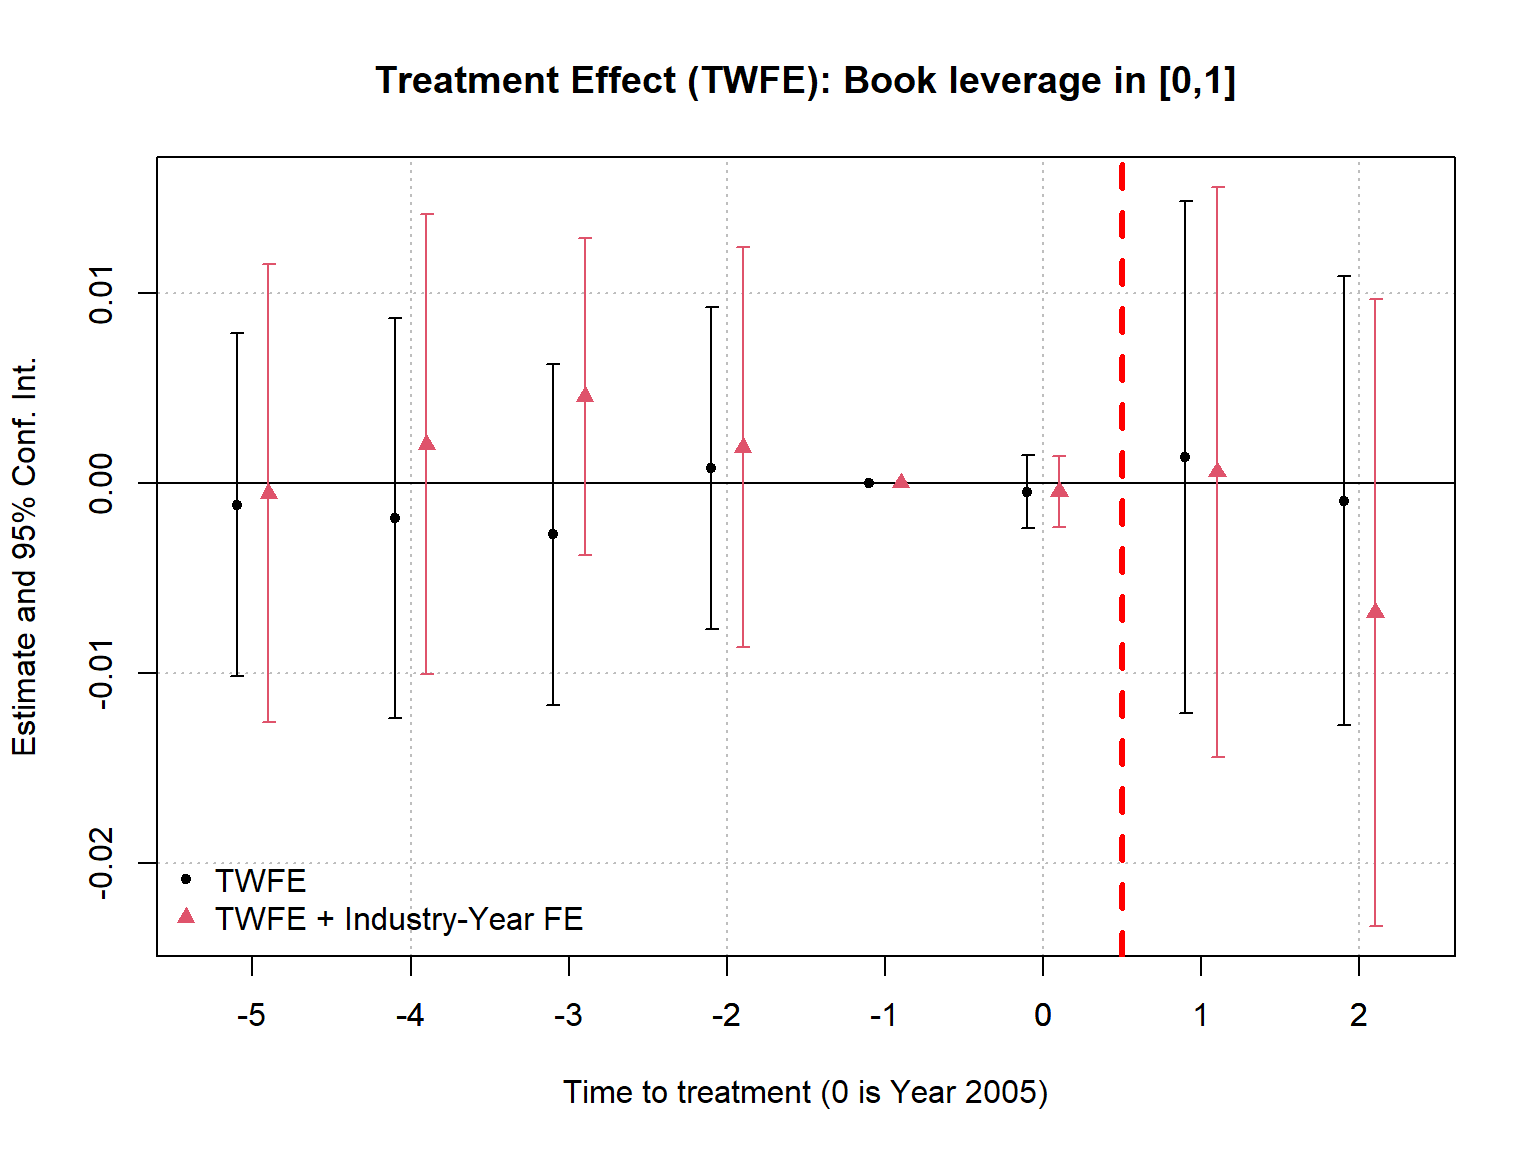 Treatment Effect (TWFE): Book leverage in [0,1]
Estimate and 95% Conf. Int.
0.01
0.00
-0.01
-0.02
TWFE
TWFE + Industry-Year FE
-5 -4 -3 -2 -1 0 1 2
Time to treatment (0 is Year 2005)